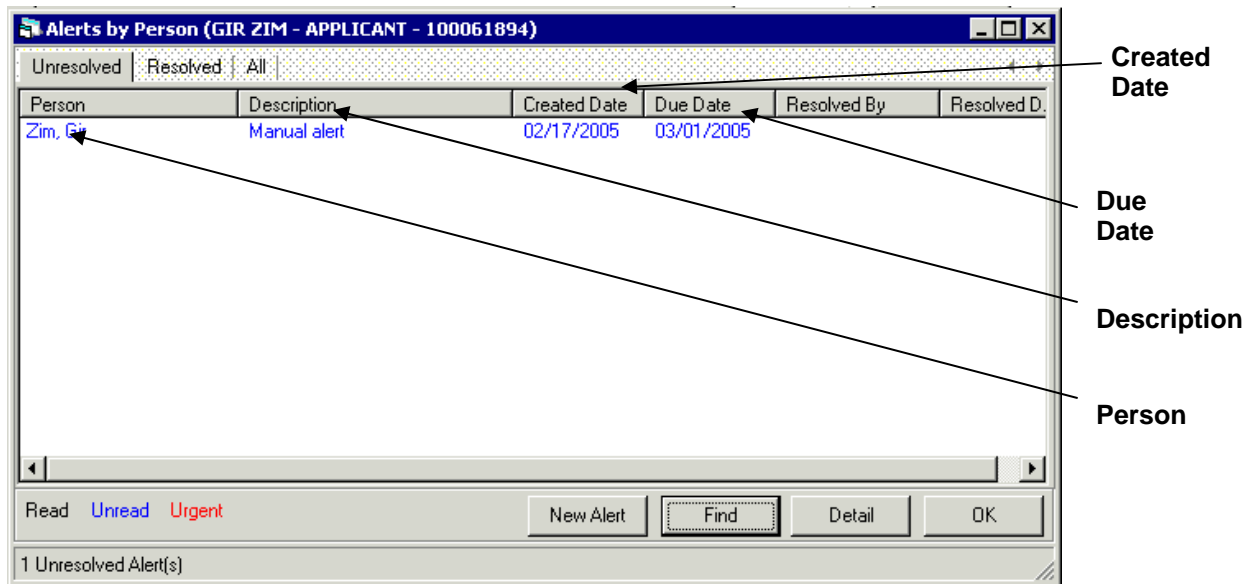 Alerts by Person (GIR ZIM - APPLICANT - 100061894)
Unresolved Resolved All
Created
Date
Person Description Created Date Due Date Resolved By Resolved D.
Zim, Gir Manual alert 02/17/2005 03/01/2005
Due
Date
Description
Person
Read Unread Urgent New Alert Find Detail OK
1 Unresolved Alert(s)